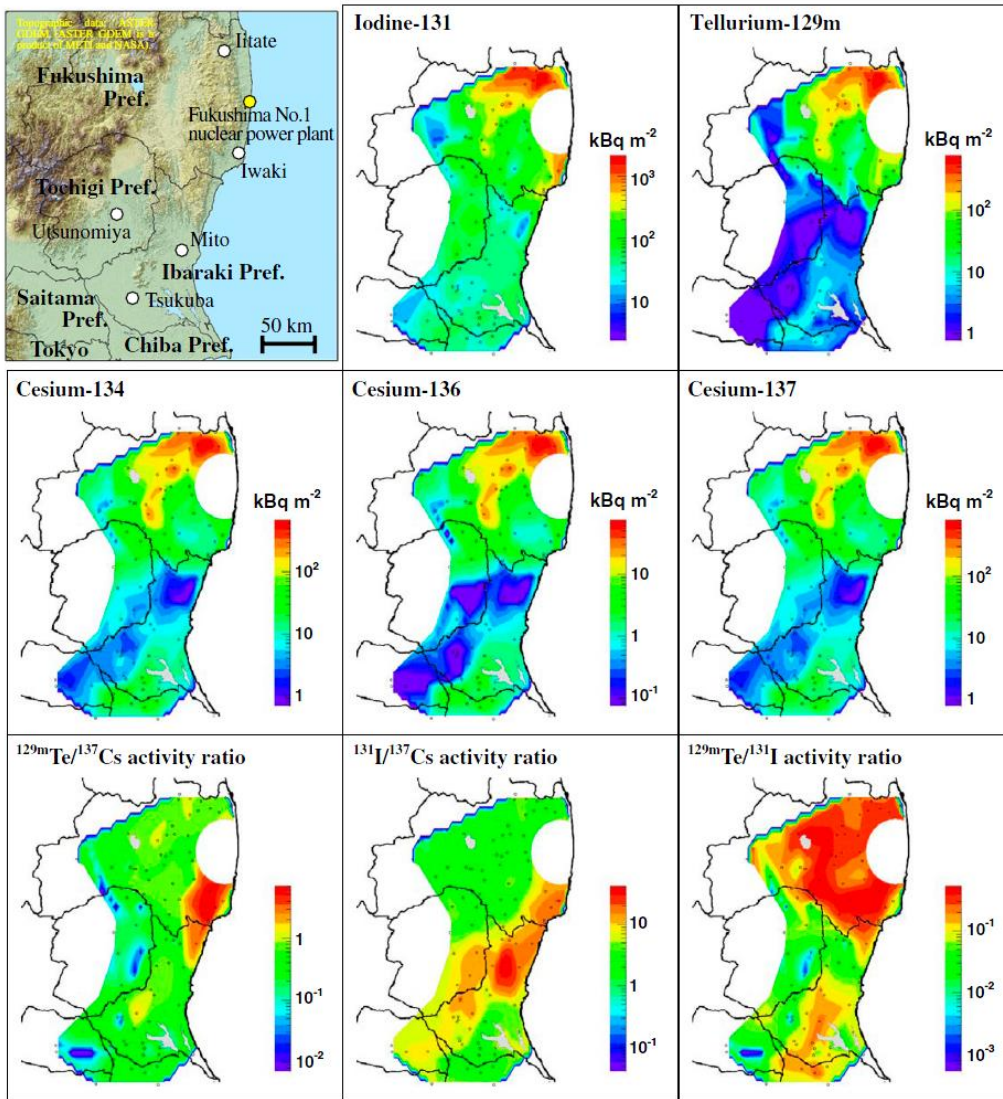 Topographic data: ASTER
GDEM. ASTER GDEM is a
product of METI and NASA).
Iitate
Fukushima
Pref.
Fukushima No.1
nuclear power plant
Iwaki
Tochigi Pref.
Utsunomiya
Mito
Ibaraki Pref.
Saitama
Pref.
Tsukuba
50 km
Tokyo
Chiba Pref.
Iodine-131
kBq m⁻²
10³
10²
10
Tellurium-129m
kBq m⁻²
10²
10
1
Cesium-134
kBq m⁻²
10²
10
1
Cesium-136
kBq m⁻²
10
1
10⁻¹
Cesium-137
kBq m⁻²
10²
10
1
¹²⁹ᵐTe/¹³⁷Cs activity ratio
1
10⁻¹
10⁻²
¹³¹I/¹³⁷Cs activity ratio
10
1
10⁻¹
¹²⁹ᵐTe/¹³¹I activity ratio
10⁻¹
10⁻²
10⁻³